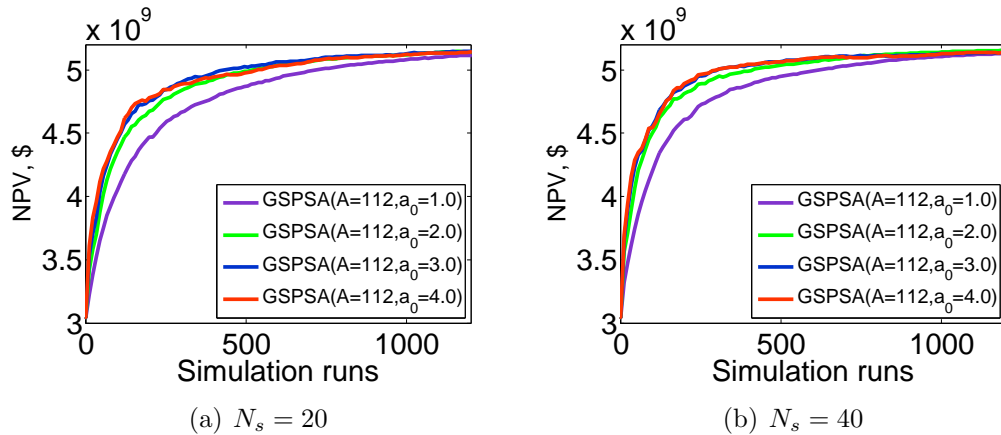 x 10^9
NPV, $
5
4.5
4
3.5
3
0 500 1000
Simulation runs
GSPSA(A=112,a_0=1.0)
GSPSA(A=112,a_0=2.0)
GSPSA(A=112,a_0=3.0)
GSPSA(A=112,a_0=4.0)
(a) N_s = 20
x 10^9
NPV, $
5
4.5
4
3.5
3
0 500 1000
Simulation runs
GSPSA(A=112,a_0=1.0)
GSPSA(A=112,a_0=2.0)
GSPSA(A=112,a_0=3.0)
GSPSA(A=112,a_0=4.0)
(b) N_s = 40